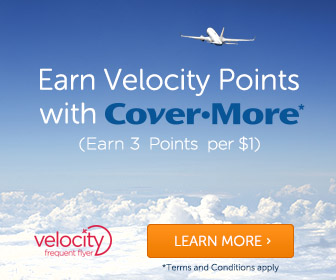 Earn Velocity Points
with Cover•More*
(Earn 3 Points per $1)
velocity
frequent flyer
LEARN MORE ›
*Terms and Conditions apply